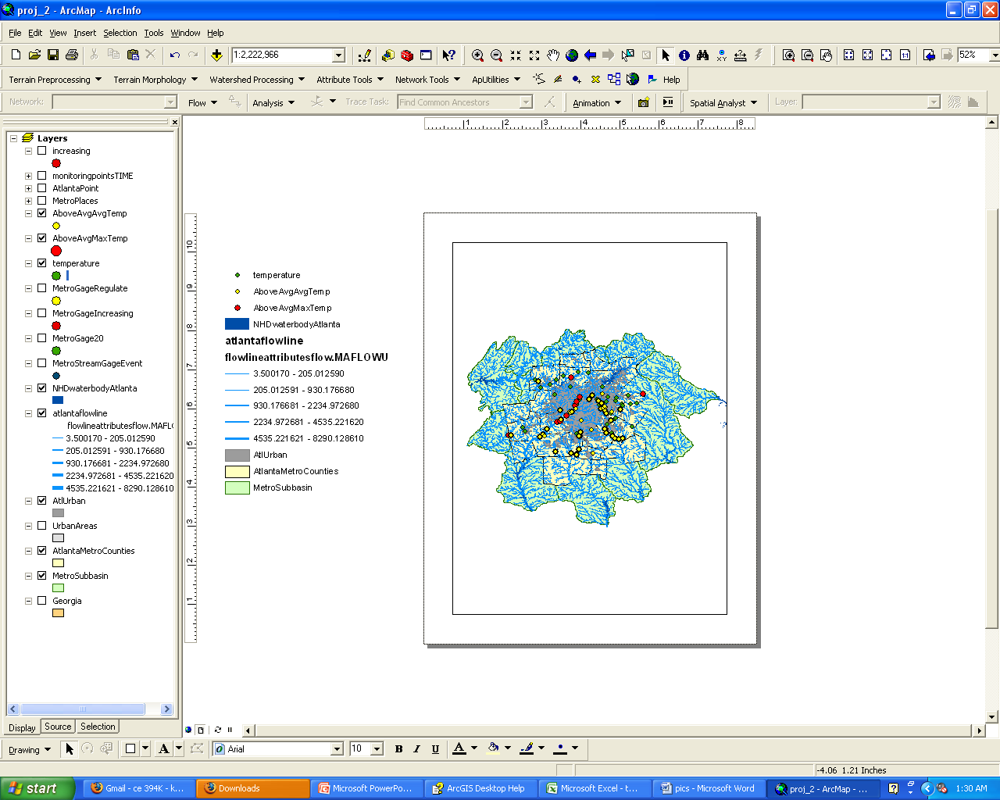 proj_2 - ArcMap - ArcInfo
File Edit View Insert Selection Tools Window Help
1:2,222,966
52%
Terrain Preprocessing Terrain Morphology Watershed Processing Attribute Tools Network Tools ApUtilities Help
Network: Flow Analysis Trace Task: Find Common Ancestors Animation Spatial Analyst Layer:
Layers
increasing
monitoringpointsTIME
AtlantaPoint
MetroPlaces
AboveAvgAvgTemp
AboveAvgMaxTemp
temperature
MetroGageRegulate
MetroGageIncreasing
MetroGage20
MetroStreamGageEvent
NHDwaterbodyAtlanta
atlantaflowline
flowlineattributesflow.MAFLO
3.500170 - 205.012590
205.012591 - 930.176680
930.176681 - 2234.972680
2234.972681 - 4535.221620
4535.221621 - 8290.128610
AtlUrban
UrbanAreas
AtlantaMetroCounties
MetroSubbasin
Georgia
Display Source Selection
1 2 3 4 5 6 7 8
10
9
8
7
6
5
4
3
2
1
temperature
AboveAvgAvgTemp
AboveAvgMaxTemp
NHDwaterbodyAtlanta
atlantaflowline
flowlineattributesflow.MAFLOWU
3.500170 - 205.012590
205.012591 - 930.176680
930.176681 - 2234.972680
2234.972681 - 4535.221620
4535.221621 - 8290.128610
AtlUrban
AtlantaMetroCounties
MetroSubbasin
Drawing A Arial 10 B I U A
-4.06 1.21 Inches
start
Gmail - ce 394K - k...
Downloads
Microsoft PowerPo...
ArcGIS Desktop Help
Microsoft Excel - t...
pics - Microsoft Word
proj_2 - ArcMap - ...
1:30 AM